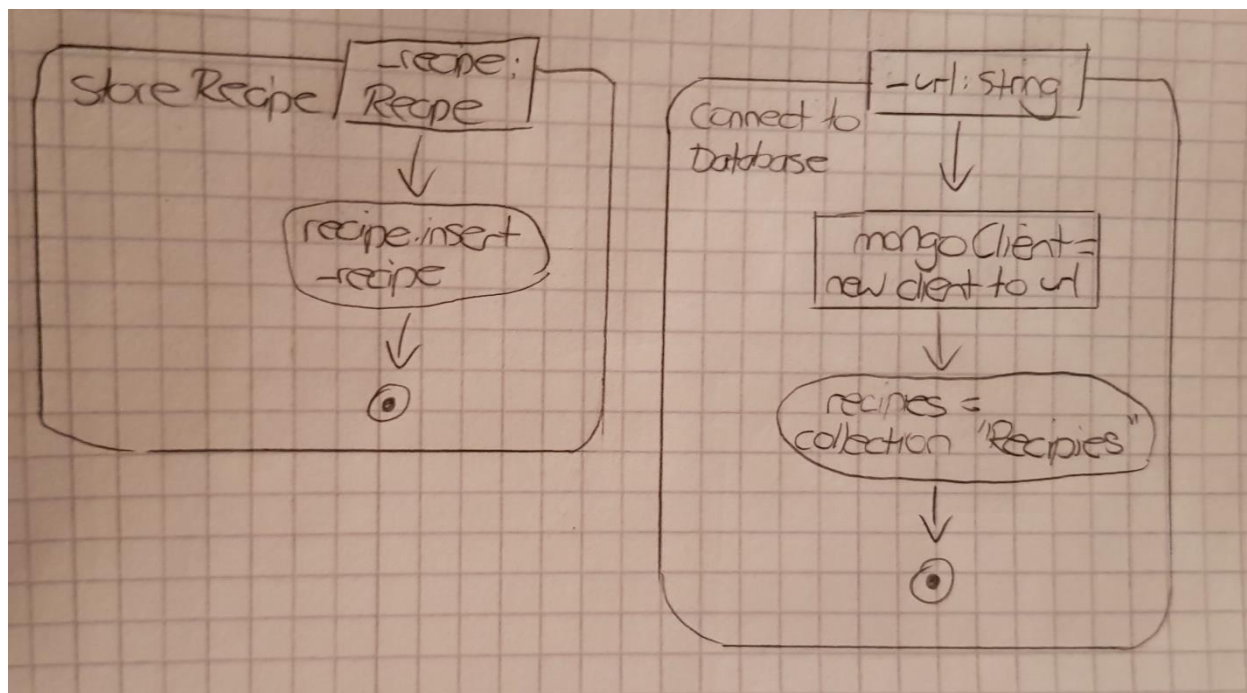 Store Recipe
_recipe:
Recipe
recipe.insert
_recipe
Connect to
Database
_url: String
mongoClient =
new client to url
recipies =
collection "Recipies"